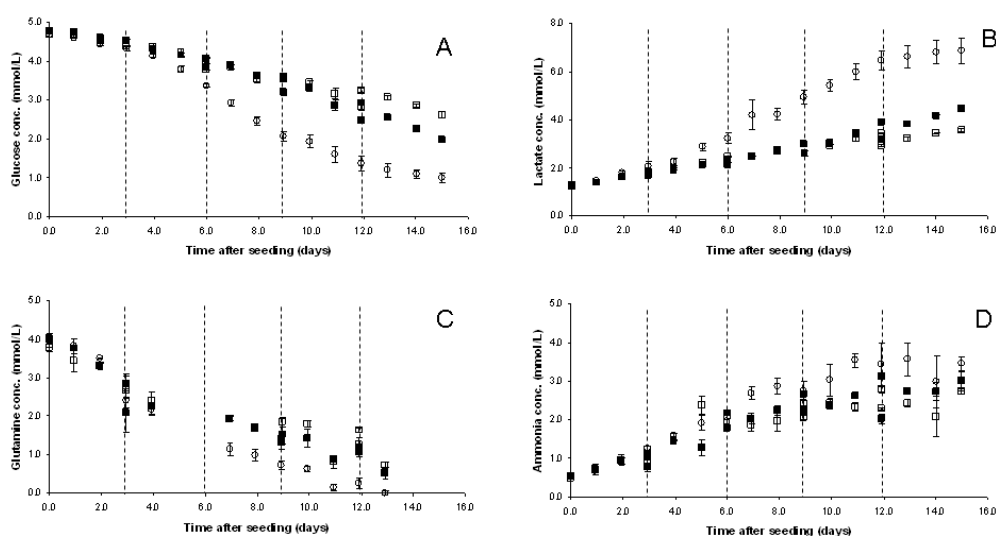 A
Glucose conc. (mmol/L)
5.0
4.0
3.0
2.0
1.0
0.0
0.0 2.0 4.0 6.0 8.0 10.0 12.0 14.0 16.0
Time after seeding (days)
B
Lactate conc. (mmol/L)
8.0
6.0
4.0
2.0
0.0
0.0 2.0 4.0 6.0 8.0 10.0 12.0 14.0 16.0
Time after seeding (days)
C
Glutamine conc. (mmol/L)
5.0
4.0
3.0
2.0
1.0
0.0
0.0 2.0 4.0 6.0 8.0 10.0 12.0 14.0 16.0
Time after seeding (days)
D
Ammonia conc. (mmol/L)
5.0
4.0
3.0
2.0
1.0
0.0
0.0 2.0 4.0 6.0 8.0 10.0 12.0 14.0 16.0
Time after seeding (days)